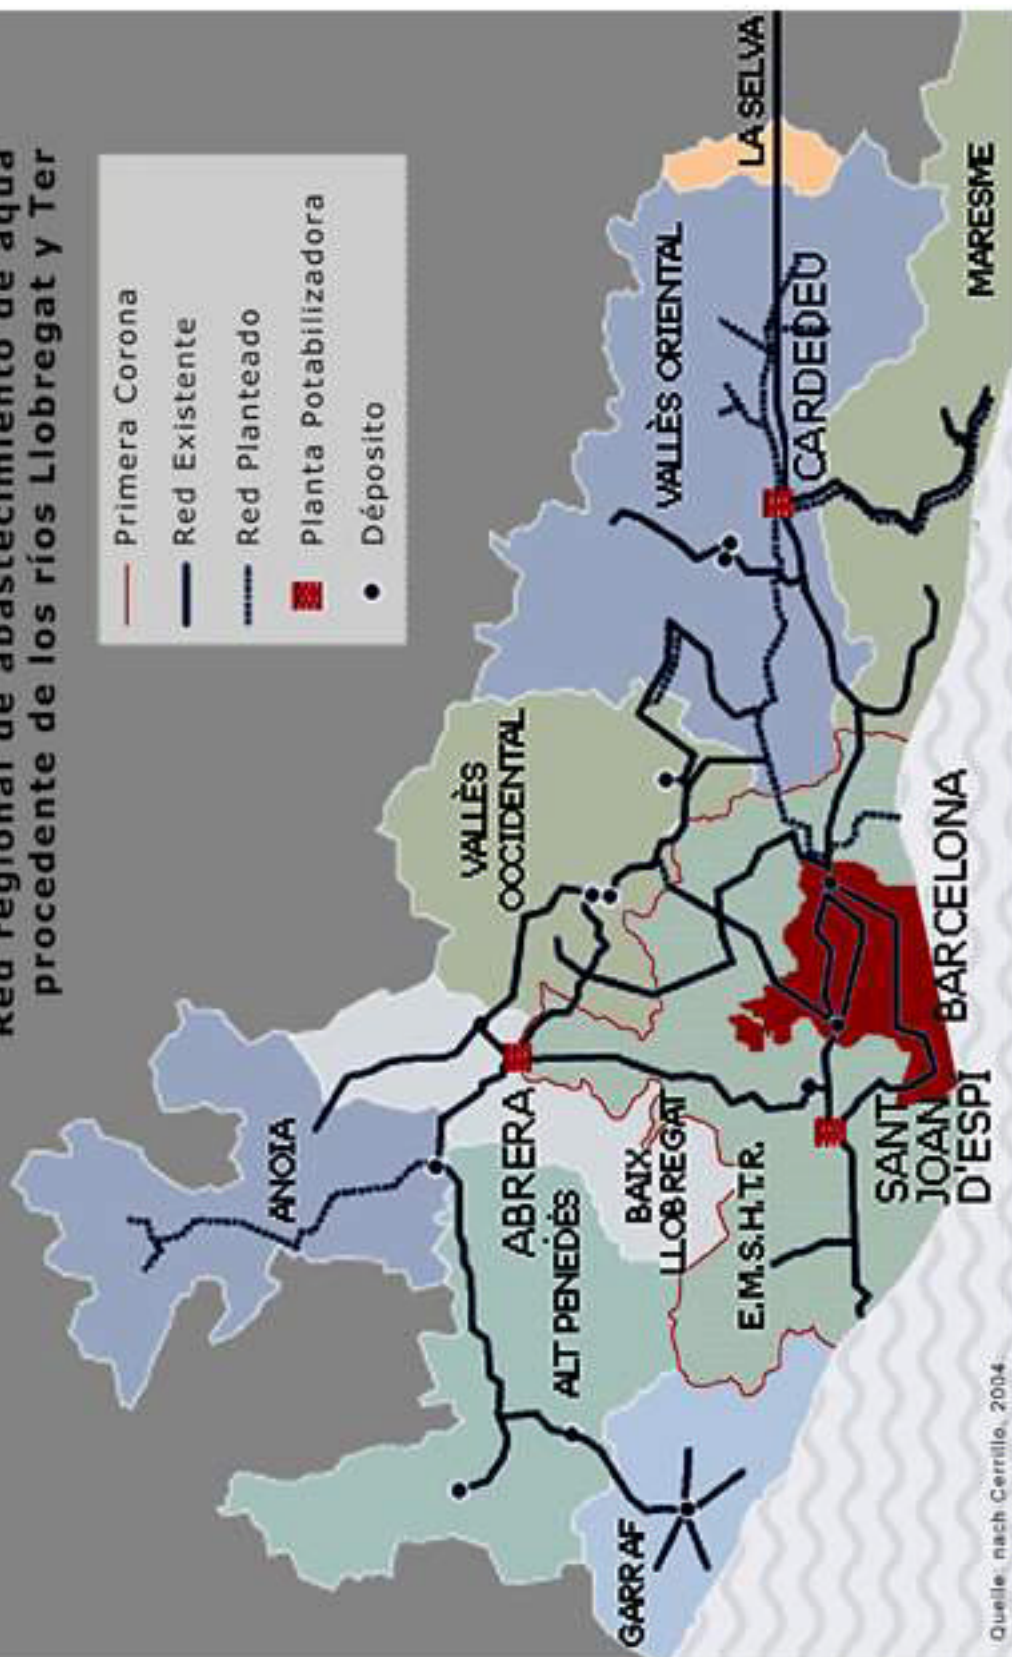 Red regional de abastecimiento de aqua
procedente de los ríos Llobregat y Ter
Primera Corona
Red Existente
Red Planteado
Planta Potabilizadora
Déposito
ANOIA
VALLÈS
OCCIDENTAL
VALLÈS ORIENTAL
LA SELVA
ABRERA
ALT PENEDÈS
BAIX
LLOBREGAT
CARDEDEU
GARRAF
E.M.S.H.T.R.
MARESME
SANT
JOAN
D'ESPI
BARCELONA
Quelle: nach Cerrillo, 2004.